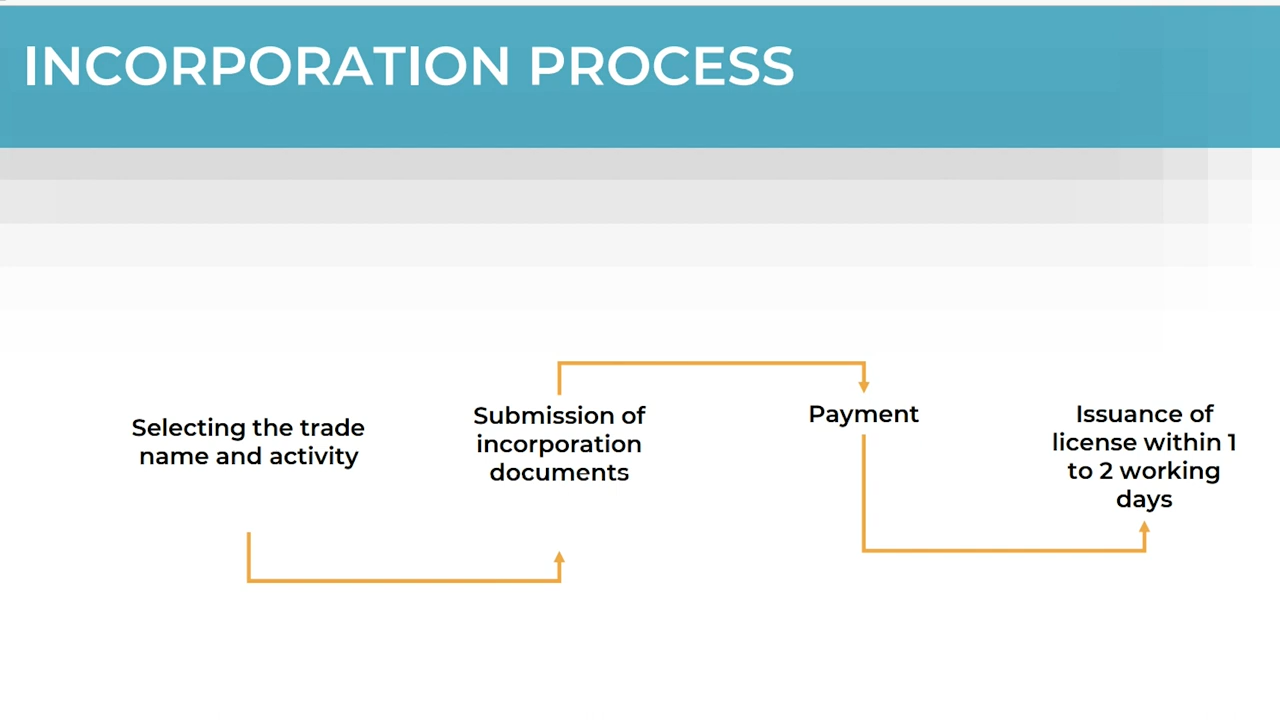 INCORPORATION PROCESS
Selecting the trade
name and activity
Submission of
incorporation
documents
Payment
Issuance of
license within 1
to 2 working
days